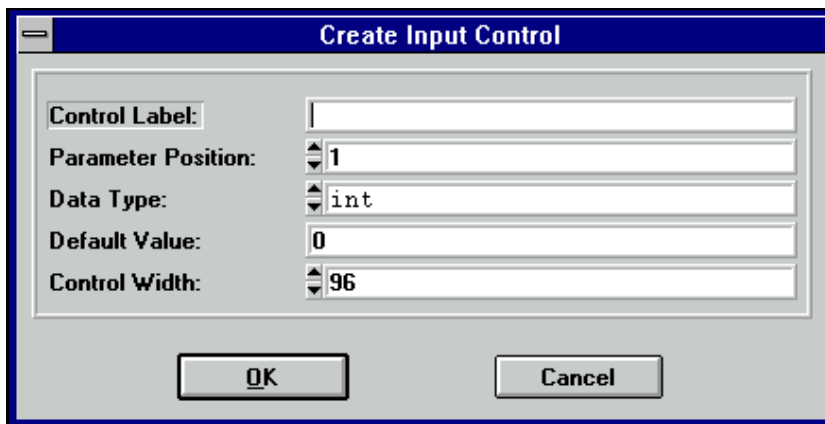 Create Input Control
Control Label:
Parameter Position: 1
Data Type: int
Default Value: 0
Control Width: 96
OK Cancel